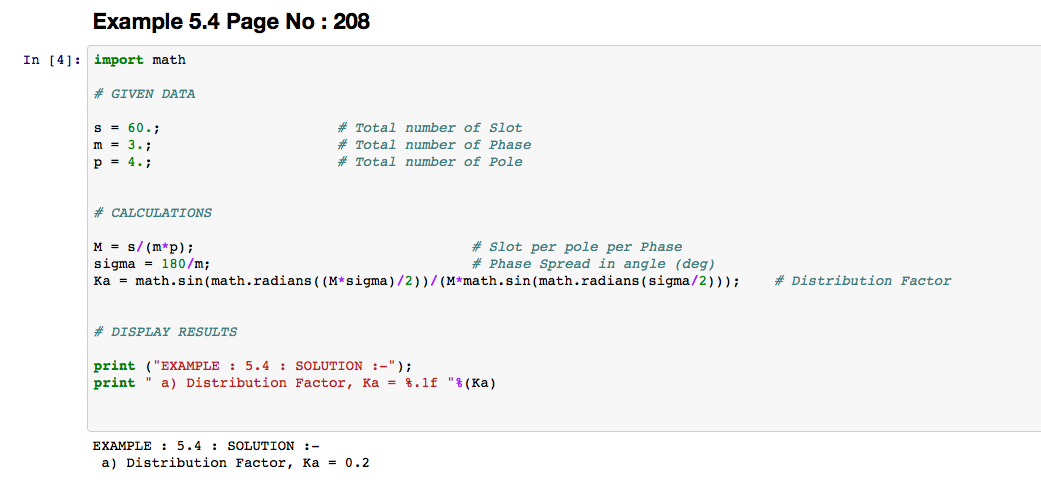 Example 5.4 Page No : 208
In [4]: import math
# GIVEN DATA
s = 60.; # Total number of Slot
m = 3.; # Total number of Phase
p = 4.; # Total number of Pole
# CALCULATIONS
M = s/(m*p); # Slot per pole per Phase
sigma = 180/m; # Phase Spread in angle (deg)
Ka = math.sin(math.radians((M*sigma)/2))/(M*math.sin(math.radians(sigma/2))); # Distribution Factor
# DISPLAY RESULTS
print ("EXAMPLE : 5.4 : SOLUTION :-");
print " a) Distribution Factor, Ka = %.1f "%(Ka)
EXAMPLE : 5.4 : SOLUTION :-
a) Distribution Factor, Ka = 0.2